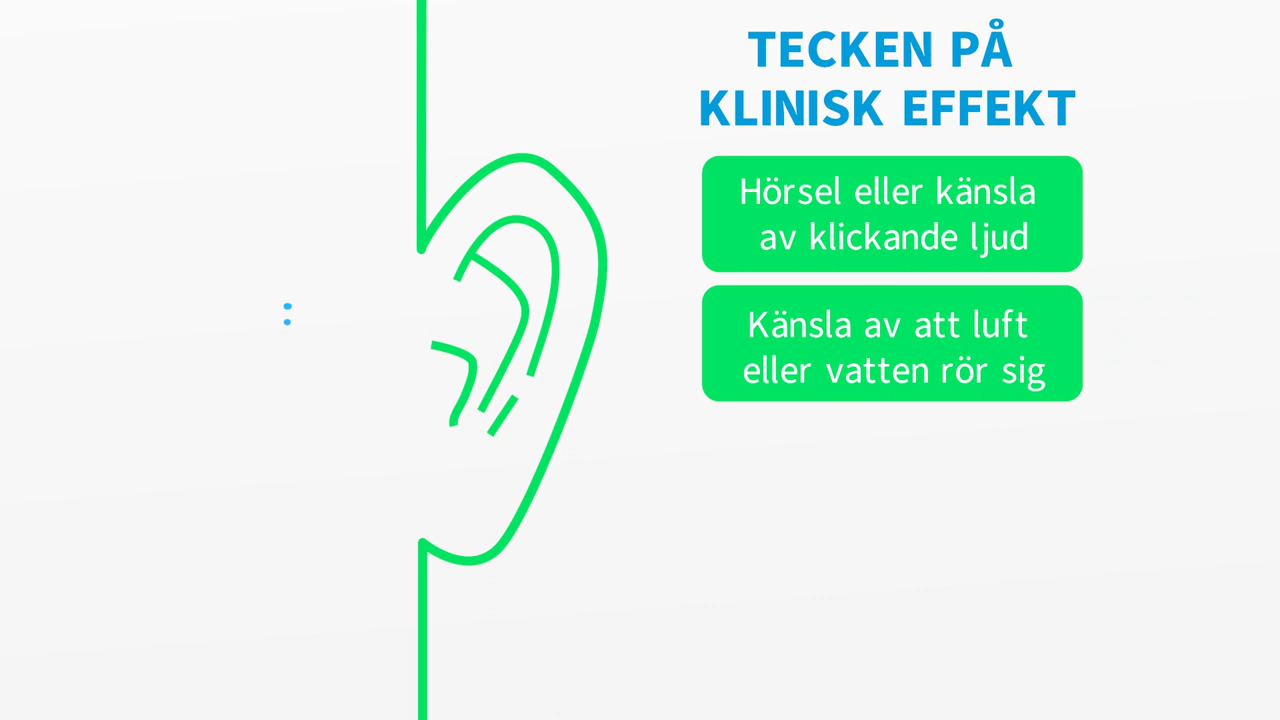 TECKEN PÅ
KLINISK EFFEKT
Hörsel eller känsla
av klickande ljud
Känsla av att luft
eller vatten rör sig